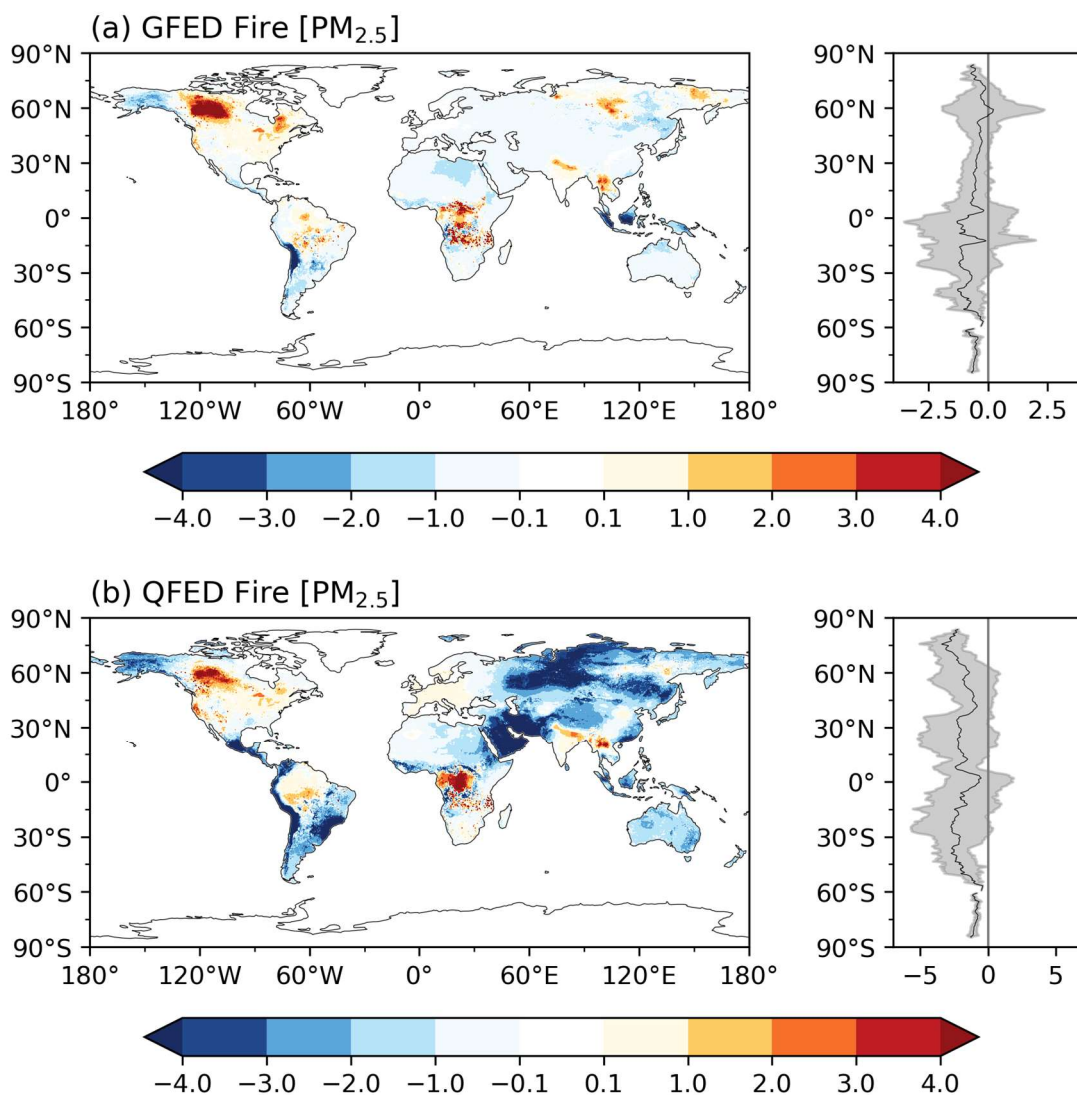 (a) GFED Fire [PM₂.₅]
90°N
60°N
30°N
0°
30°S
60°S
90°S
180° 120°W 60°W 0° 60°E 120°E 180°
90°N
60°N
30°N
0°
30°S
60°S
90°S
−2.5 0.0 2.5
−4.0 −3.0 −2.0 −1.0 −0.1 0.1 1.0 2.0 3.0 4.0
(b) QFED Fire [PM₂.₅]
90°N
60°N
30°N
0°
30°S
60°S
90°S
180° 120°W 60°W 0° 60°E 120°E 180°
90°N
60°N
30°N
0°
30°S
60°S
90°S
−5 0 5
−4.0 −3.0 −2.0 −1.0 −0.1 0.1 1.0 2.0 3.0 4.0